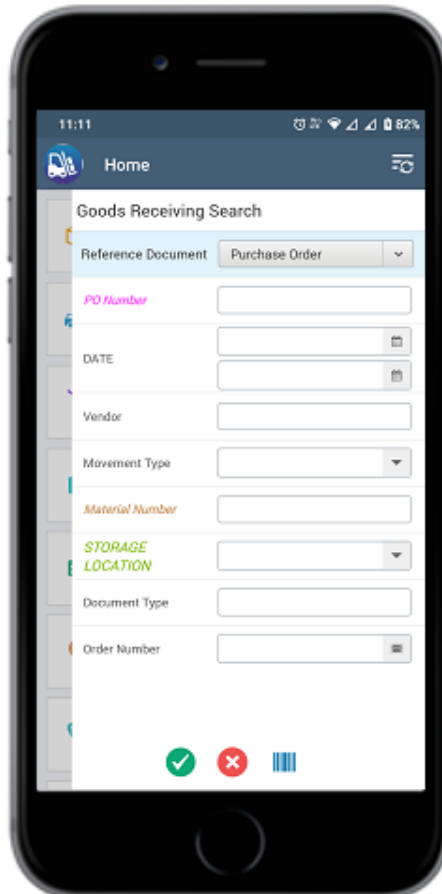 11:11
82%
Home
Goods Receiving Search
Reference Document Purchase Order
PO Number
DATE
Vendor
Movement Type
Material Number
STORAGE
LOCATION
Document Type
Order Number